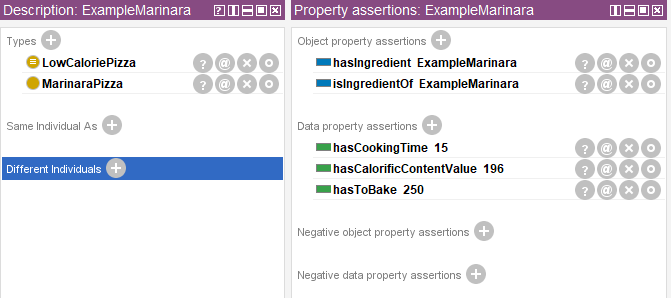 Description: ExampleMarinara
Types
LowCaloriePizza
MarinaraPizza
Same Individual As
Different Individuals
Property assertions: ExampleMarinara
Object property assertions
hasIngredient ExampleMarinara
isIngredientOf ExampleMarinara
Data property assertions
hasCookingTime 15
hasCalorificContentValue 196
hasToBake 250
Negative object property assertions
Negative data property assertions